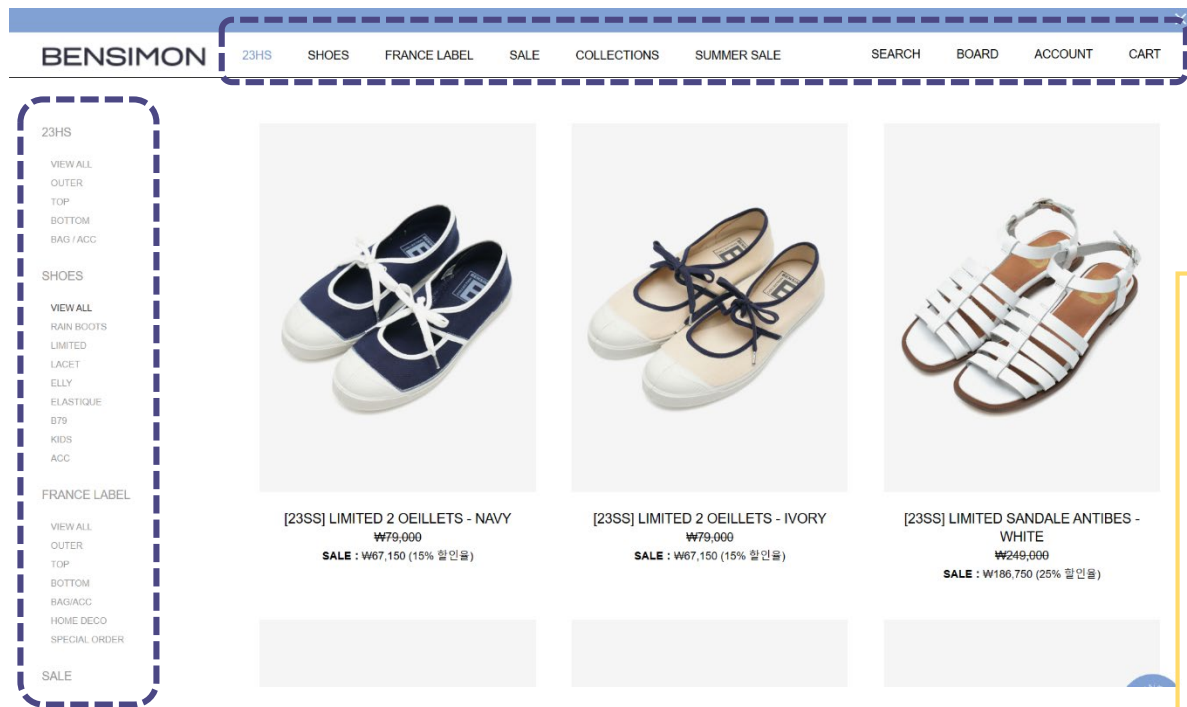 BENSIMON
23HS SHOES FRANCE LABEL SALE COLLECTIONS SUMMER SALE SEARCH BOARD ACCOUNT CART
23HS
VIEW ALL
OUTER
TOP
BOTTOM
BAG / ACC
SHOES
VIEW ALL
RAIN BOOTS
LIMITED
LACET
ELLY
ELASTIQUE
B79
KIDS
ACC
FRANCE LABEL
VIEW ALL
OUTER
TOP
BOTTOM
BAG/ACC
HOME DECO
SPECIAL ORDER
SALE
[23SS] LIMITED 2 OEILLETS - NAVY
₩79,000
SALE : ₩67,150 (15% 할인율)
[23SS] LIMITED 2 OEILLETS - IVORY
₩79,000
SALE : ₩67,150 (15% 할인율)
[23SS] LIMITED SANDALE ANTIBES -
WHITE
₩249,000
SALE : ₩186,750 (25% 할인율)